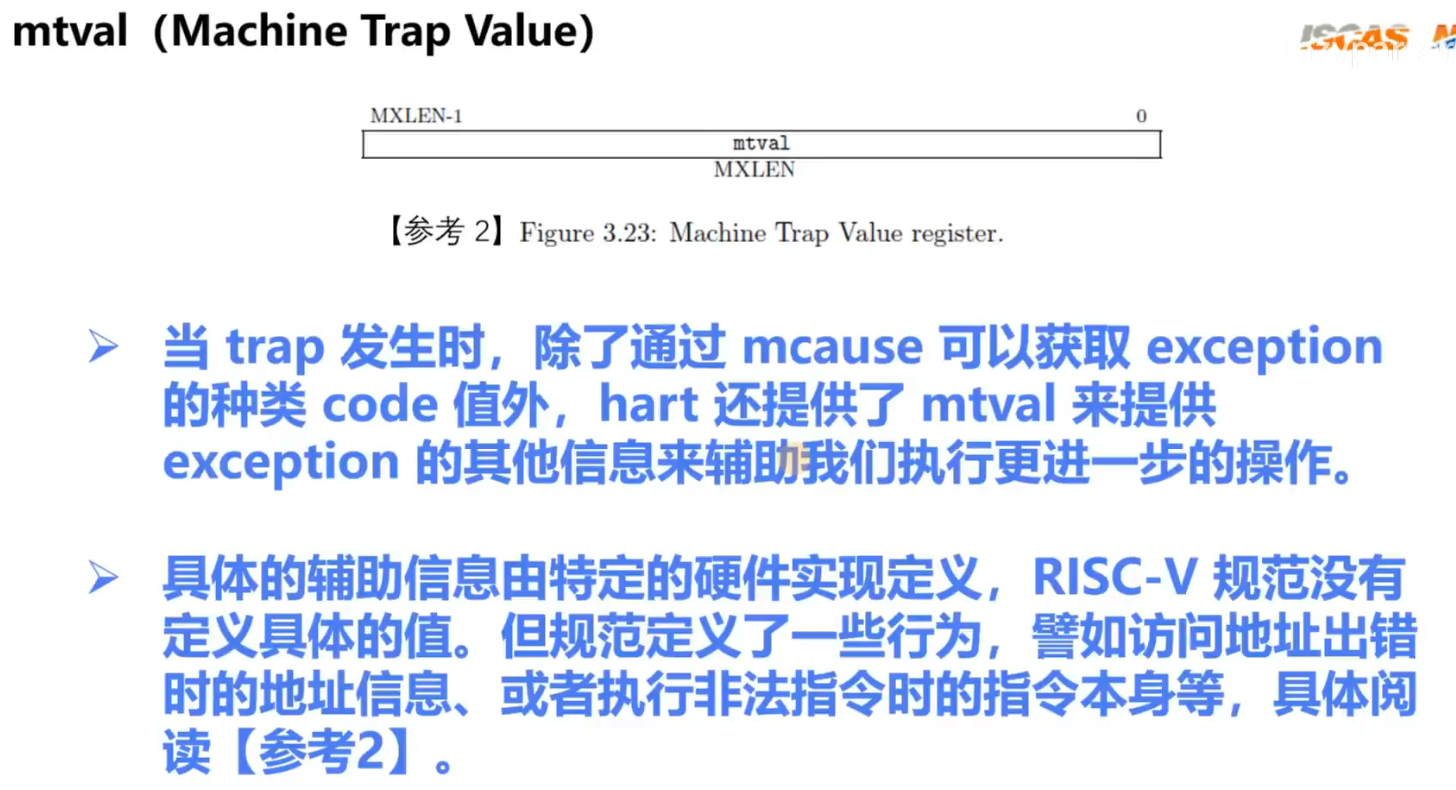 mtval（Machine Trap Value）
ISCAS
MXLEN-1 0
mtval
MXLEN
【参考 2】Figure 3.23: Machine Trap Value register.
➢ 当 trap 发生时，除了通过 mcause 可以获取 exception
的种类 code 值外，hart 还提供了 mtval 来提供
exception 的其他信息来辅助我们执行更进一步的操作。
➢ 具体的辅助信息由特定的硬件实现定义，RISC-V 规范没有
定义具体的值。但规范定义了一些行为，譬如访问地址出错
时的地址信息、或者执行非法指令时的指令本身等，具体阅
读【参考2】。